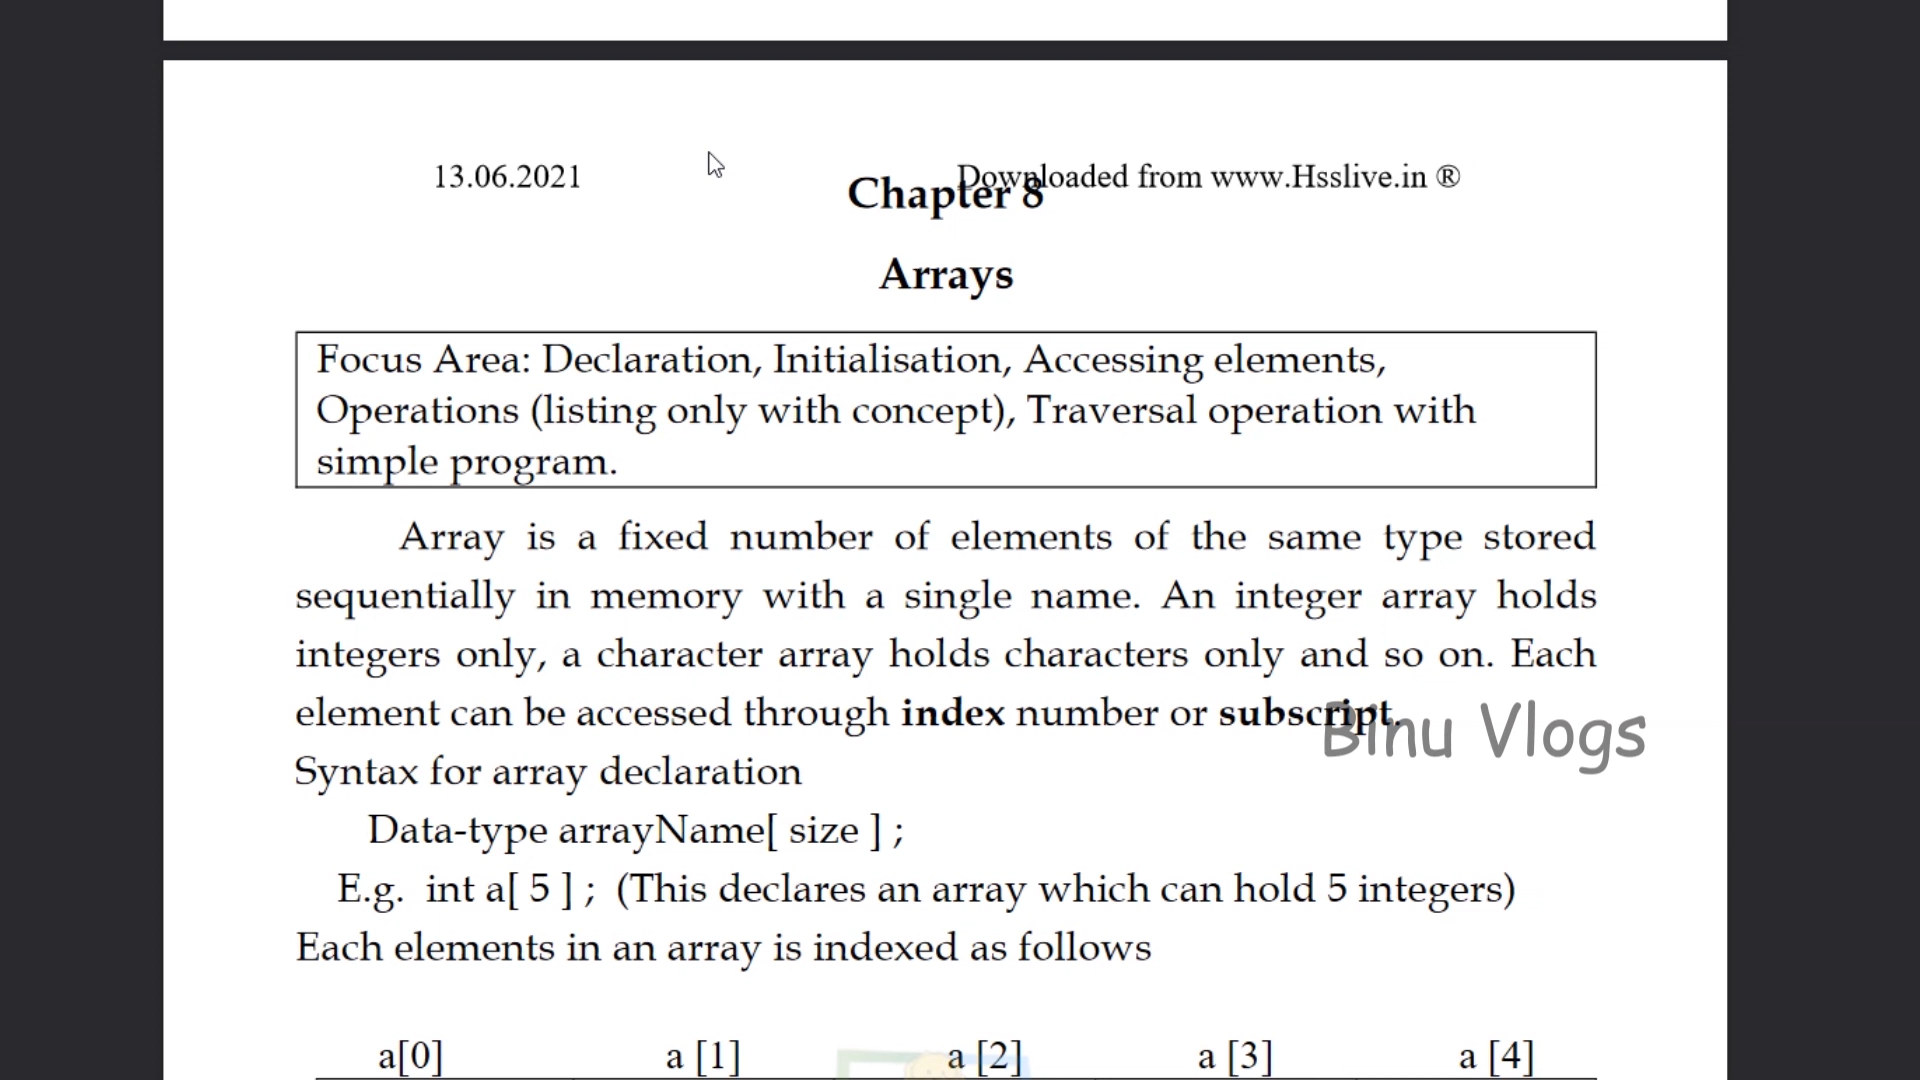 13.06.2021
Downloaded from www.Hsslive.in ®
Chapter 8
Arrays
Focus Area: Declaration, Initialisation, Accessing elements,
Operations (listing only with concept), Traversal operation with
simple program.
Array is a fixed number of elements of the same type stored
sequentially in memory with a single name. An integer array holds
integers only, a character array holds characters only and so on. Each
element can be accessed through index number or subscript.
Binu Vlogs
Syntax for array declaration
Data-type arrayName[ size ] ;
E.g. int a[ 5 ] ; (This declares an array which can hold 5 integers)
Each elements in an array is indexed as follows
a[0] a [1] a [2] a [3] a [4]